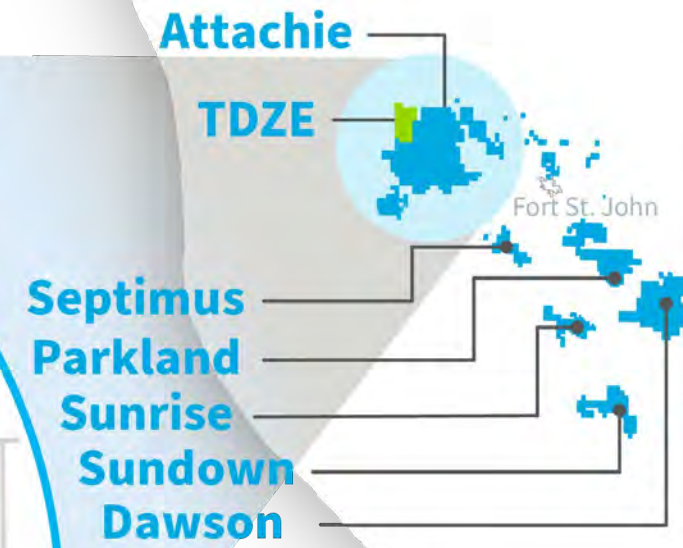 Attachie
TDZE
Fort St. John
Septimus
Parkland
Sunrise
Sundown
Dawson